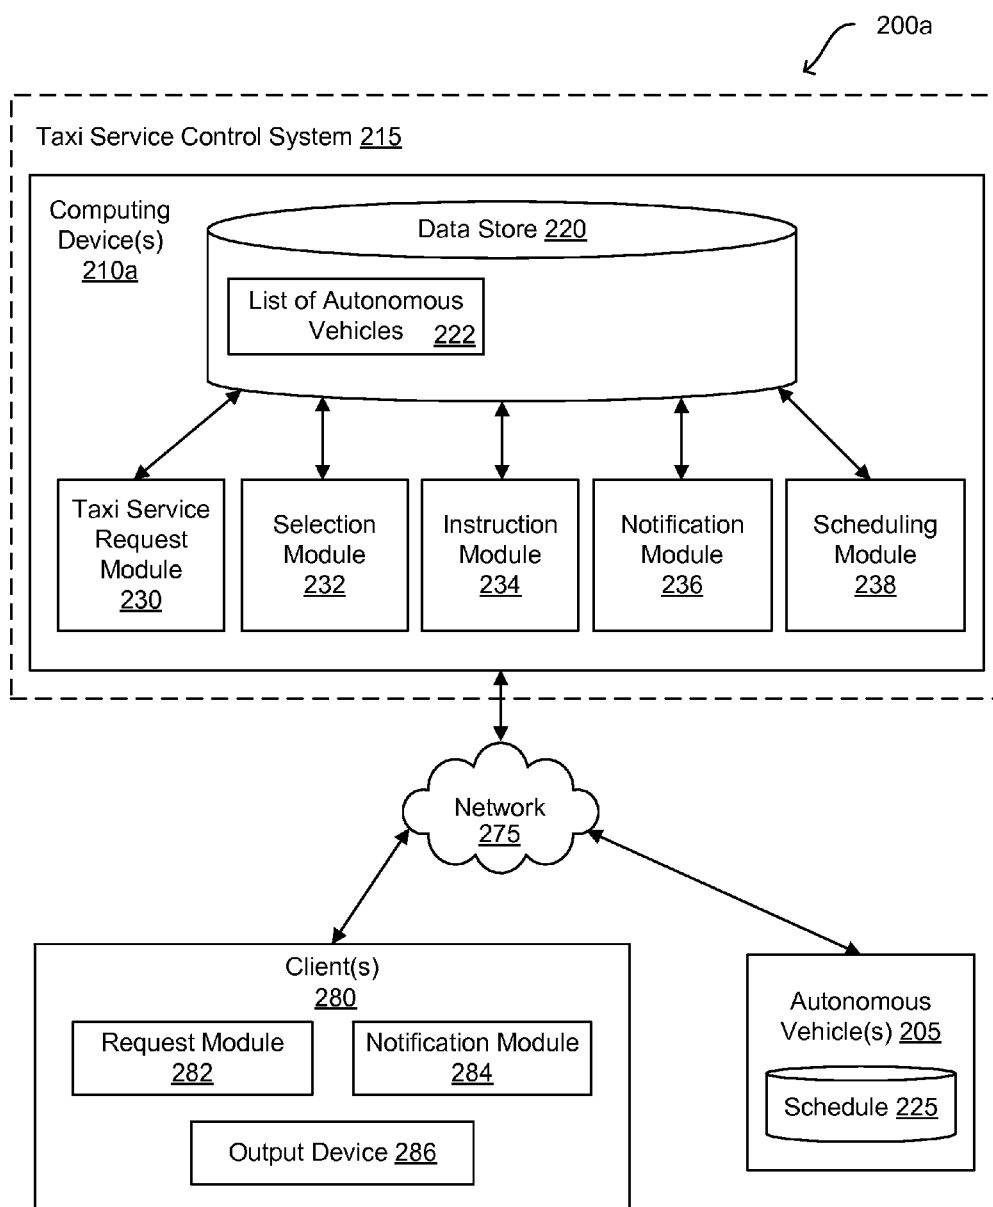 200a
Taxi Service Control System 215
Computing
Device(s)
210a
Data Store 220
List of Autonomous
Vehicles 222
Taxi Service
Request
Module
230
Selection
Module
232
Instruction
Module
234
Notification
Module
236
Scheduling
Module
238
Network
275
Client(s)
280
Request Module
282
Notification Module
284
Output Device 286
Autonomous
Vehicle(s) 205
Schedule 225